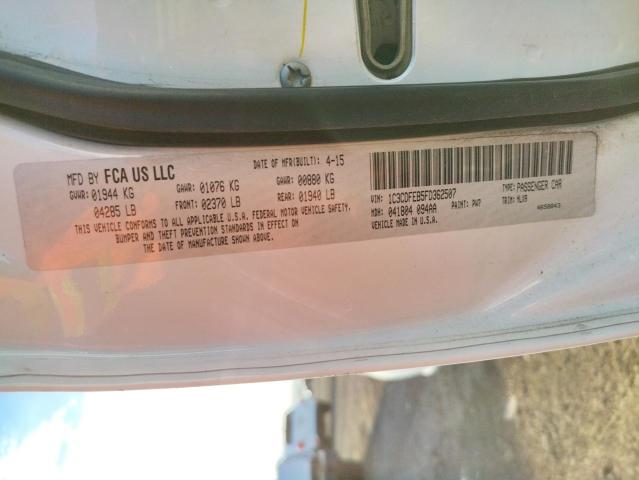 MFD BY FCA US LLC DATE OF MFR(BUILT): 4-15
GVWR: 01944 KG GAWR: 01076 KG GAWR: 00880 KG
04285 LB FRONT: 02370 LB REAR: 01940 LB
THIS VEHICLE CONFORMS TO ALL APPLICABLE U.S.A. FEDERAL MOTOR VEHICLE SAFETY,
BUMPER AND THEFT PREVENTION STANDARDS IN EFFECT ON
THE DATE OF MANUFACTURE SHOWN ABOVE.
VIN: 1C3CDFEB5FD362507 TYPE: PASSENGER CAR
MDH: 041804 094AA PAINT: PW7 TRIM: MLX9
VEHICLE MADE IN U.S.A.